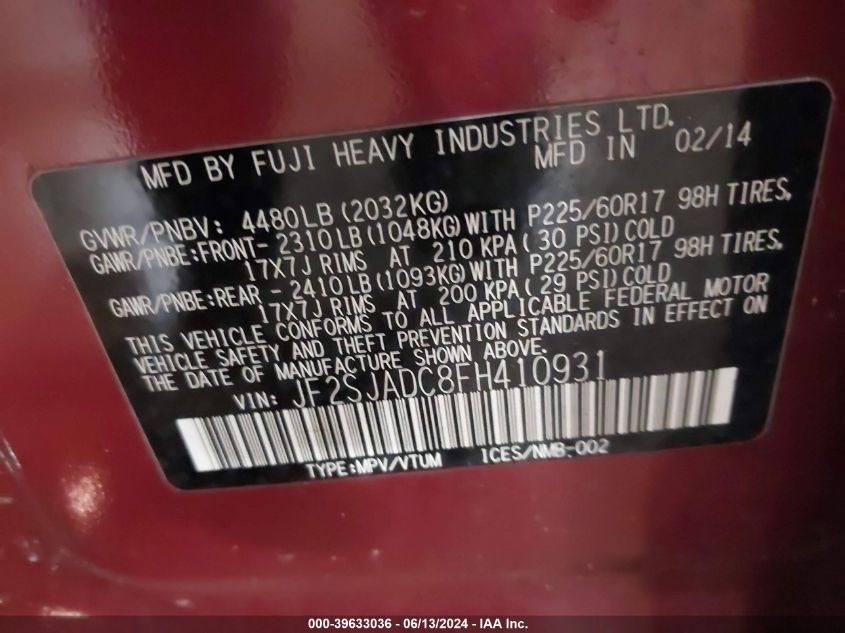 MFD BY FUJI HEAVY INDUSTRIES LTD.
MFD IN 02/14
GVWR/PNBV: 4480LB(2032KG)
GAWR/PNBE:FRONT- 2310LB(1048KG)WITH P225/60R17 98H TIRES,
17X7J RIMS AT 210 KPA(30 PSI)COLD
GAWR/PNBE:REAR - 2410LB(1093KG)WITH P225/60R17 98H TIRES,
17X7J RIMS AT 200 KPA(29 PSI)COLD
THIS VEHICLE CONFORMS TO ALL APPLICABLE FEDERAL MOTOR
VEHICLE SAFETY AND THEFT PREVENTION STANDARDS IN EFFECT ON
THE DATE OF MANUFACTURE SHOWN ABOVE.
VIN: JF2SJADC8FH410931
TYPE:MPV/VTUM ICES/NMB-002
000-39633036 - 06/13/2024 - IAA Inc.